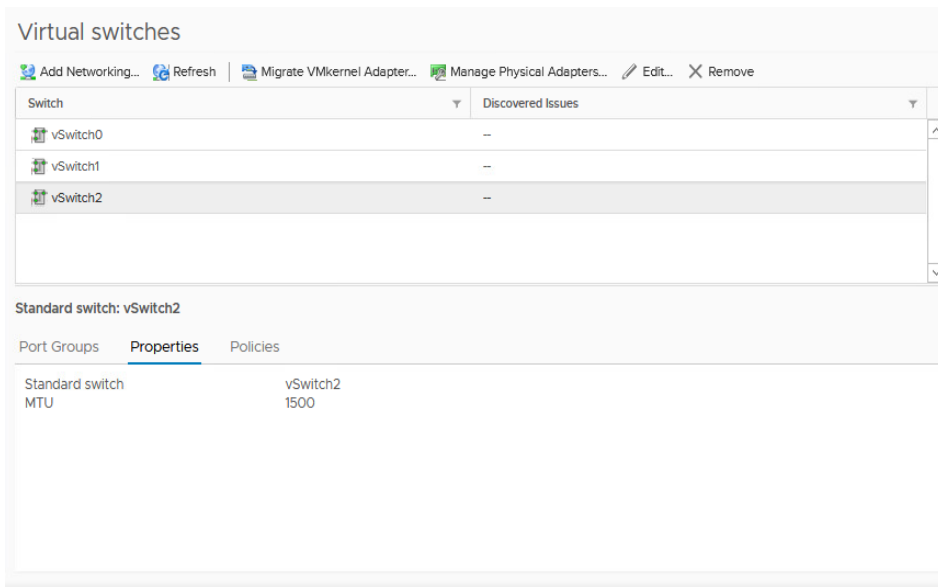 Virtual switches
Add Networking... Refresh Migrate VMkernel Adapter... Manage Physical Adapters... Edit... Remove
Switch Discovered Issues
vSwitch0 --
vSwitch1 --
vSwitch2 --
Standard switch: vSwitch2
Port Groups Properties Policies
Standard switch vSwitch2
MTU 1500